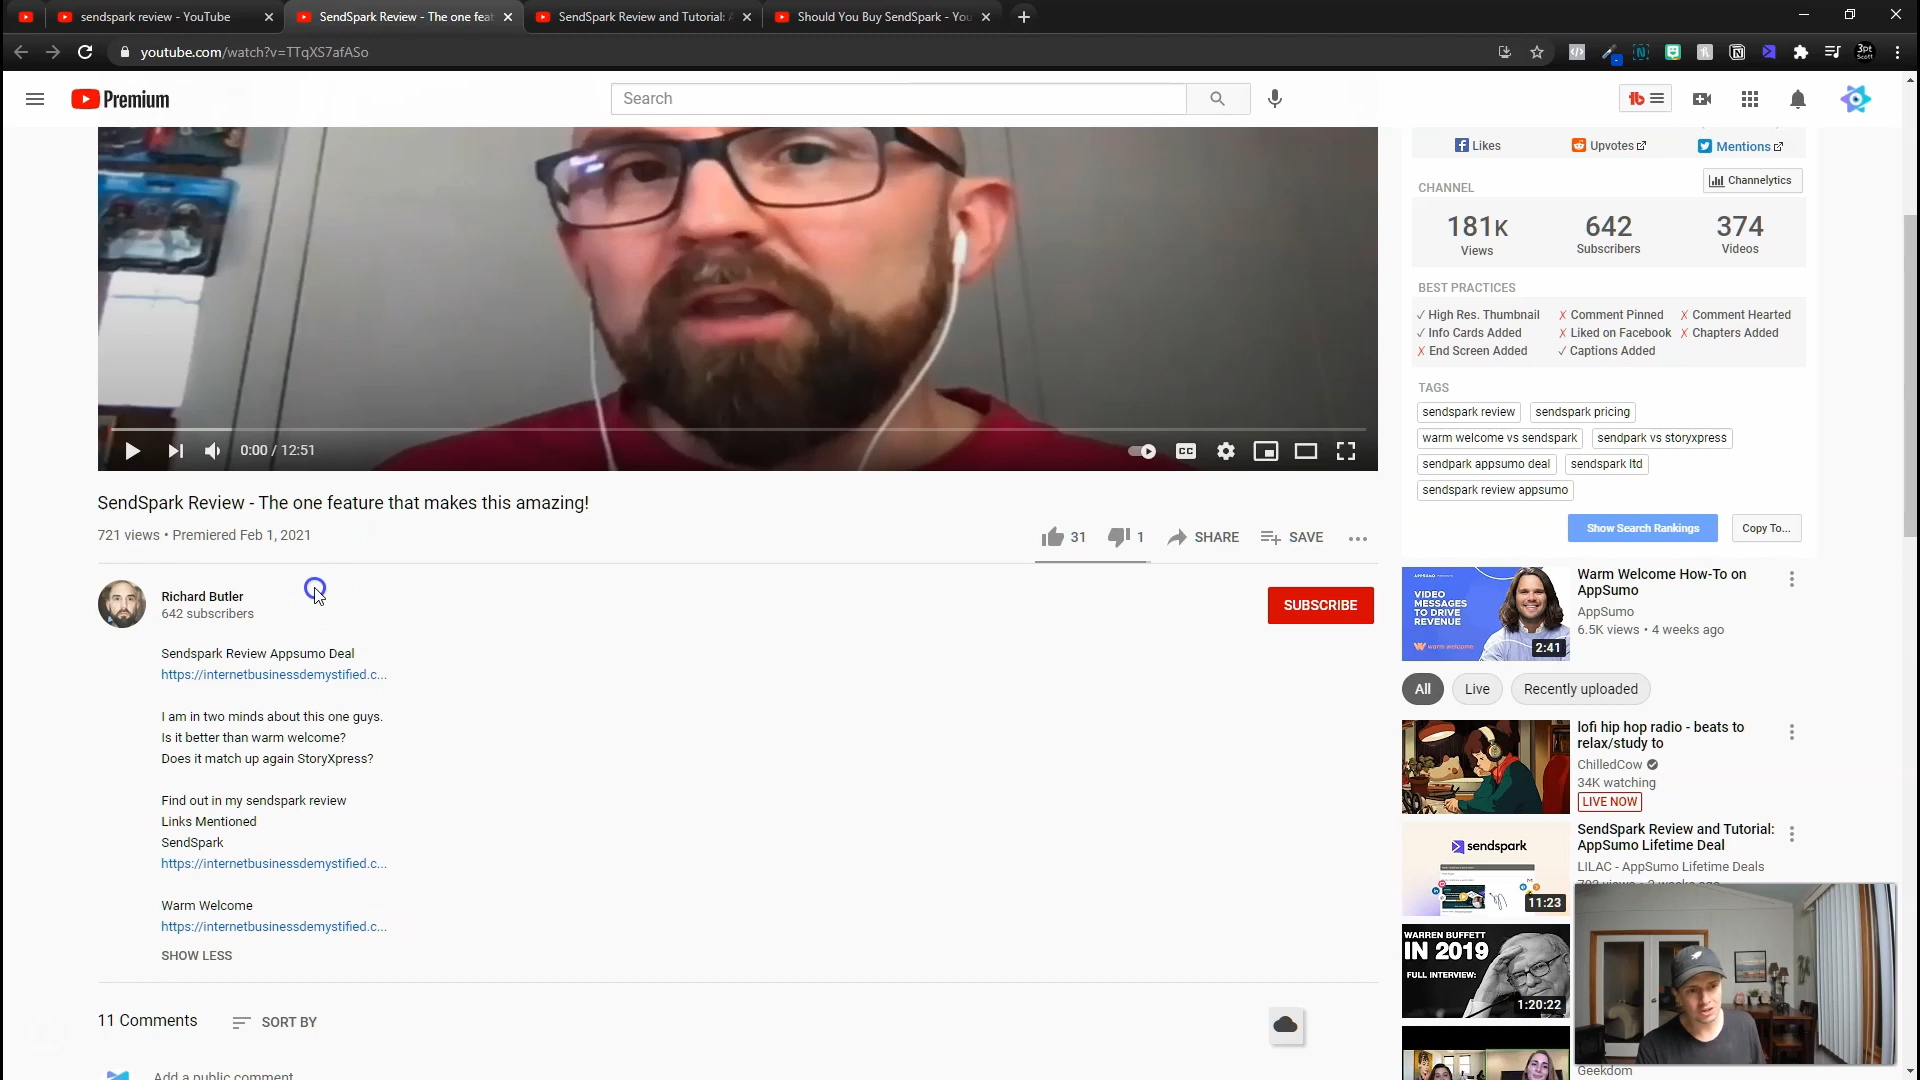 sendspark review - YouTube
SendSpark Review - The one feat
SendSpark Review and Tutorial:
Should You Buy SendSpark - You
youtube.com/watch?v=TTqXS7afASo
3pt
Scott
Premium
Search
tb
Likes
Upvotes
Mentions
Channelytics
CHANNEL
181K
642
374
Views
Subscribers
Videos
BEST PRACTICES
✓ High Res. Thumbnail
X Comment Pinned
X Comment Hearted
✓ Info Cards Added
X Liked on Facebook
X Chapters Added
X End Screen Added
✓ Captions Added
TAGS
sendspark review
sendspark pricing
warm welcome vs sendspark
sendpark vs storyxpress
sendpark appsumo deal
sendspark ltd
sendspark review appsumo
Show Search Rankings
Copy To...
0:00 / 12:51
CC
SendSpark Review - The one feature that makes this amazing!
721 views • Premiered Feb 1, 2021
31
1
SHARE
SAVE
Richard Butler
642 subscribers
SUBSCRIBE
Sendspark Review Appsumo Deal
https://internetbusinessdemystified.c...
I am in two minds about this one guys.
Is it better than warm welcome?
Does it match up again StoryXpress?
Find out in my sendspark review
Links Mentioned
SendSpark
https://internetbusinessdemystified.c...
Warm Welcome
https://internetbusinessdemystified.c...
SHOW LESS
11 Comments
SORT BY
Add a public comment
VIDEO
MESSAGES
TO DRIVE
REVENUE
warm welcome
2:41
Warm Welcome How-To on
AppSumo
AppSumo
6.5K views • 4 weeks ago
All
Live
Recently uploaded
lofi hip hop radio - beats to
relax/study to
ChilledCow
34K watching
LIVE NOW
sendspark
11:23
SendSpark Review and Tutorial:
AppSumo Lifetime Deal
LILAC - AppSumo Lifetime Deals
WARREN BUFFETT
IN 2019
FULL INTERVIEW:
1:20:22
Geekdom